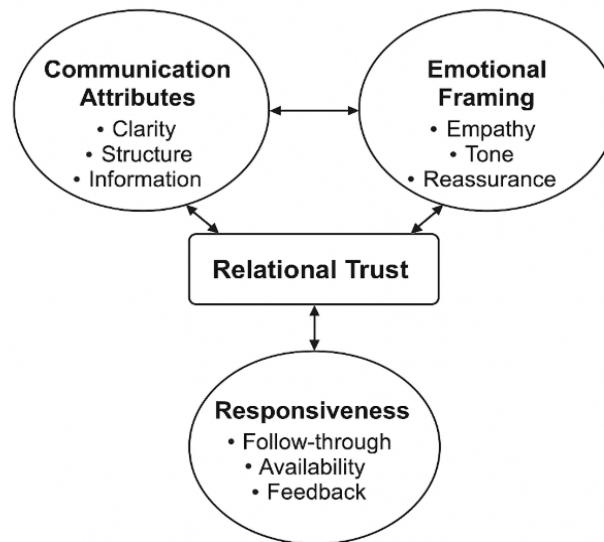 Communication
Attributes
• Clarity
• Structure
• Information
Emotional
Framing
• Empathy
• Tone
• Reassurance
Relational Trust
Responsiveness
• Follow-through
• Availability
• Feedback